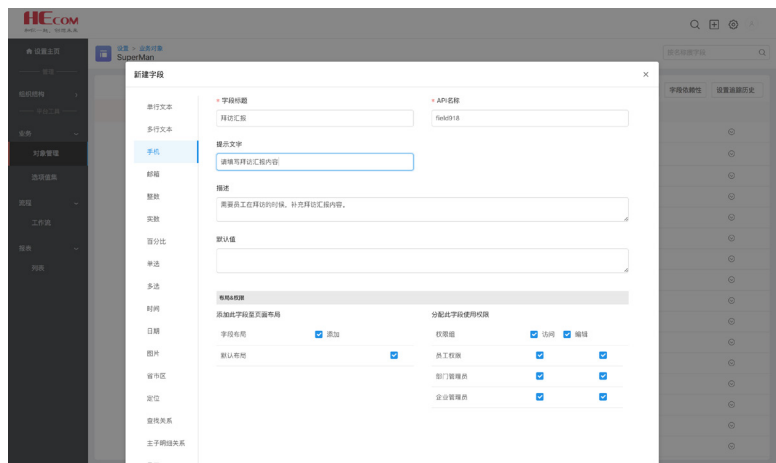 HECOM
设置主页
设置 > 业务对象
SuperMan
管理
组织结构
业务
对象管理
选项值集
流程
工作流
报表
列表
字段依赖性
设置追踪历史
新建字段
×
单行文本
多行文本
手机
邮箱
整数
实数
百分比
单选
多选
时间
日期
图片
省市区
定位
查找关系
主子明细关系
* 字段标题
* API名称
拜访汇报
field918
提示文字
请填写拜访汇报内容
描述
需要员工在拜访的时候，补充拜访汇报内容。
默认值
布局&权限
添加此字段至页面布局
分配此字段使用权限
字段布局
添加
权限组
访问
编辑
默认布局
员工权限
部门管理员
企业管理员